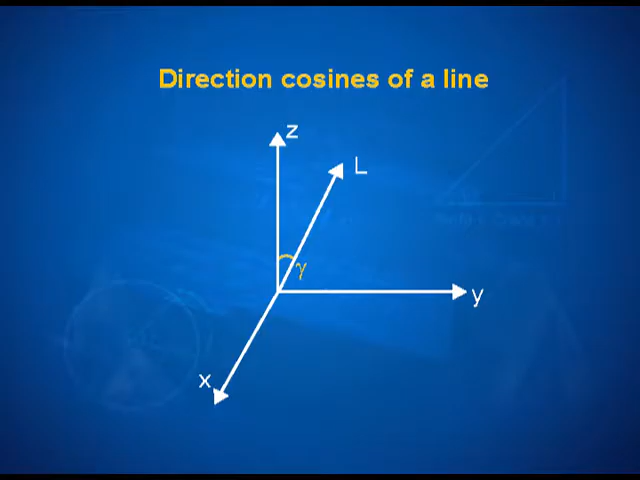 Direction cosines of a line
z
L
γ
y
x